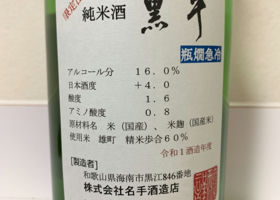 限定
純米酒
黒牛
瓶燗急冷
アルコール分 16.0%
日本酒度 +4.0
酸度 1.6
アミノ酸度 0.8
原材料名 米（国産）、米麹（国産米）
使用米 雄町 精米歩合60%
令和1酒造年度
【製造者】
和歌山県海南市黒江846番地
株式会社名手酒造店